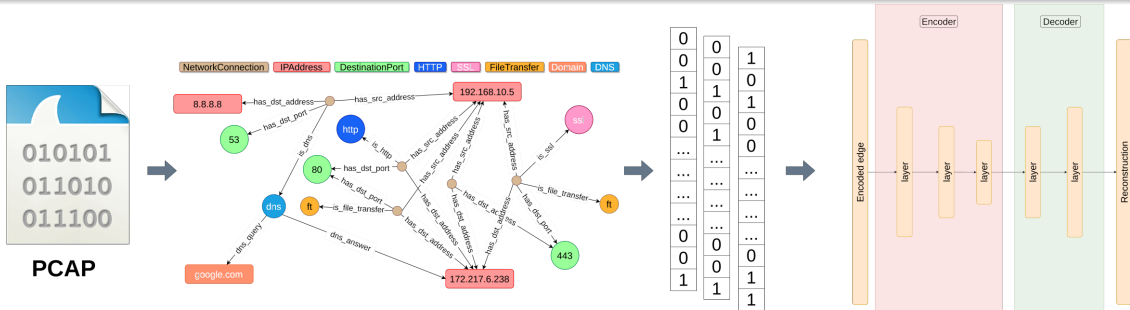 010101
011010
011100
PCAP
NetworkConnection
IPAddress
DestinationPort
HTTP
SSL
FileTransfer
Domain
DNS
8.8.8.8
has_dst_address
has_src_address
192.168.10.5
has_dst_port
53
is_dns
http
is_http
has_src_address
has_src_address
has_src_address
has_src_address
ssl
is_ssl
80
has_dst_port
has_dst_port
dns
ft
is_file_transfer
is_file_transfer
ft
has_dst_address
has_dst_address
has_dst_address
has_dst_address
has_dst_port
has_dst_port
443
dns_query
dns_answer
google.com
172.217.6.238
0
0
1
0
0
...
...
...
0
0
1
0
0
1
0
1
...
...
...
0
0
1
1
0
1
0
0
...
...
...
0
1
1
Encoder
Decoder
Encoded edge
layer
layer
layer
layer
layer
Reconstruction